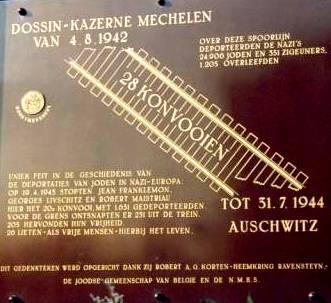 DOSSIN-KAZERNE MECHELEN
VAN 4.8.1942
OVER DEZE SPOORLIJN
DEPORTEERDEN DE NAZI'S
24.906 JODEN EN 351 ZIGEUNERS.
1.205 OVERLEEFDEN
28 KONVOOIEN
UNIEK FEIT IN DE GESCHIEDENIS VAN
DE DEPORTATIES VAN JODEN IN NAZI-EUROPA:
OP 19.4.1943 STOPTEN JEAN FRANKLEMON,
GEORGES LIVSCHITZ EN ROBERT MAISTRIAU
HIER HET 20e KONVOOI, MET 1.631 GEDEPORTEERDEN.
VOOR DE GRENS ONTSNAPTEN ER 231 UIT DE TREIN.
205 HERVONDEN HUN VRIJHEID.
26 LIETEN - ALS VRIJE MENSEN - HIERBIJ HET LEVEN.
TOT 31.7.1944
AUSCHWITZ
DIT GEDENKTEKEN WERD OPGERICHT DANK ZIJ ROBERT A.G. KORTEN - HEEMKRING RAVENSTEYN -
DE JOODSE GEMEENSCHAP VAN BELGIE EN DE N.M.B.S.